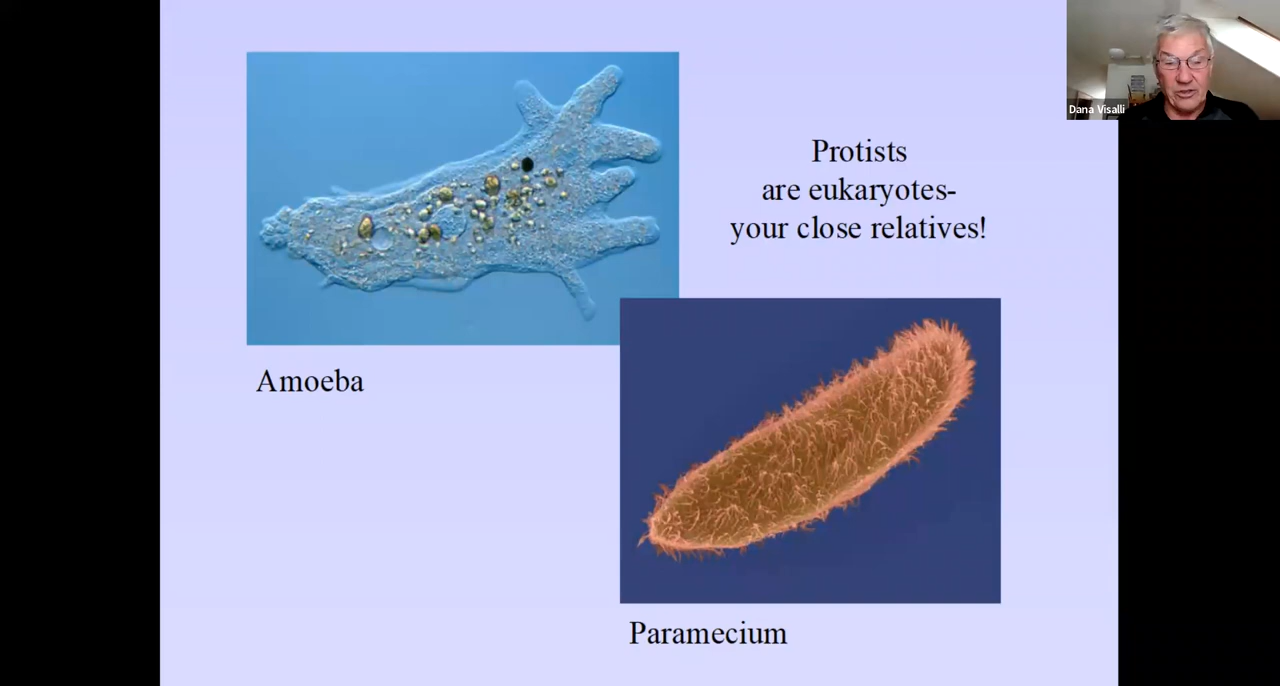 Dana Visalli
Protists
are eukaryotes-
your close relatives!
Amoeba
Paramecium